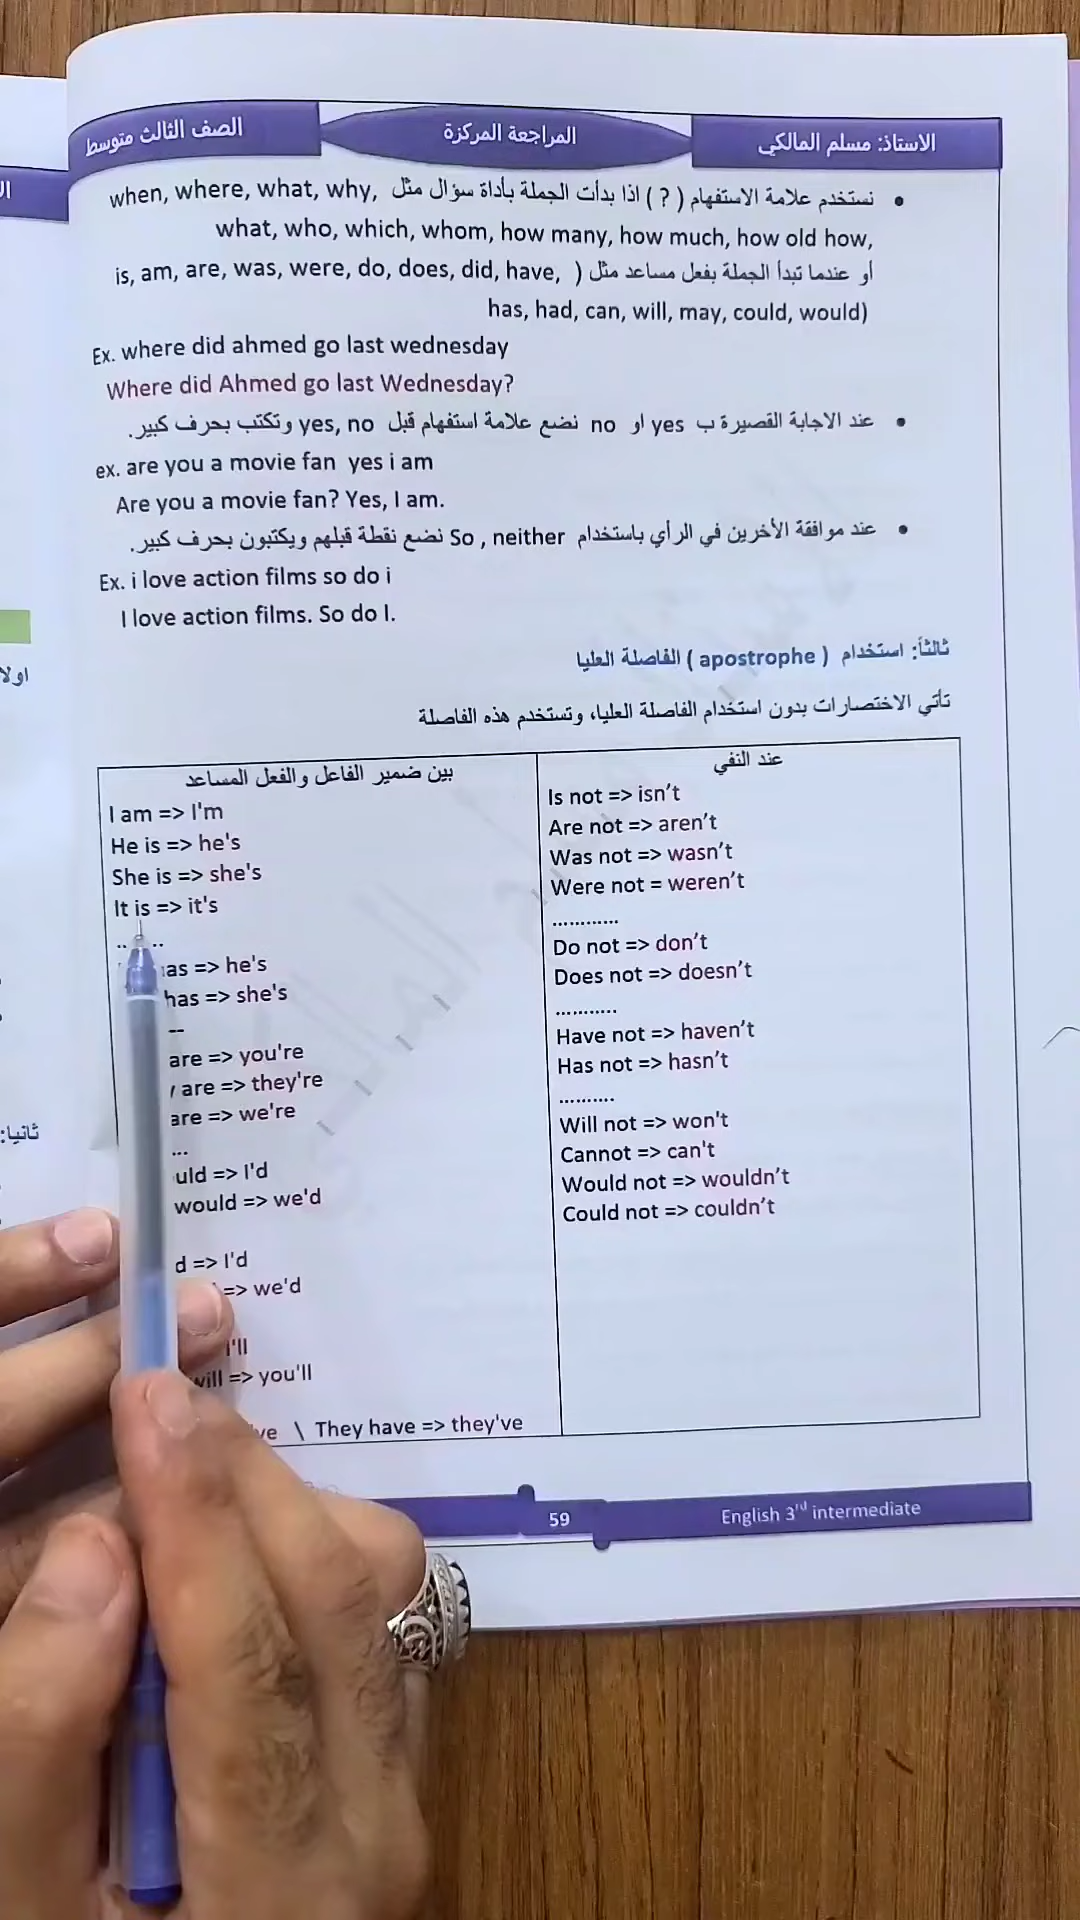 الاستاذ: مسلم المالكي
المراجعة المركزة
الصف الثالث متوسط
• نستخدم علامة الاستفهام ( ? ) اذا بدأت الجملة بأداة سؤال مثل when, where, what, why,
what, who, which, whom, how many, how much, how old how,
أو عندما تبدأ الجملة بفعل مساعد مثل ( is, am, are, was, were, do, does, did, have,
has, had, can, will, may, could, would)
Ex. where did ahmed go last wednesday
Where did Ahmed go last Wednesday?
• عند الاجابة القصيرة ب yes او no نضع علامة استفهام قبل yes, no وتكتب بحرف كبير.
ex. are you a movie fan yes i am
Are you a movie fan? Yes, I am.
• عند موافقة الأخرين في الرأي باستخدام So , neither نضع نقطة قبلهم ويكتبون بحرف كبير.
Ex. i love action films so do i
I love action films. So do I.
ثالثاً: استخدام ( apostrophe ) الفاصلة العليا
تأتي الاختصارات بدون استخدام الفاصلة العليا، وتستخدم هذه الفاصلة
بين ضمير الفاعل والفعل المساعد
I am => I'm
He is => he's
She is => she's
It is => it's
as => he's
has => she's
--
are => you're
are => they're
are => we're
...
uld => I'd
would => we'd
d => I'd
=> we'd
I'll
will => you'll
've \ They have => they've
عند النفي
Is not => isn't
Are not => aren't
Was not => wasn't
Were not = weren't
............
Do not => don't
Does not => doesn't
...........
Have not => haven't
Has not => hasn't
..........
Will not => won't
Cannot => can't
Would not => wouldn't
Could not => couldn't
59
English 3rd intermediate
اولا
ثانيا: